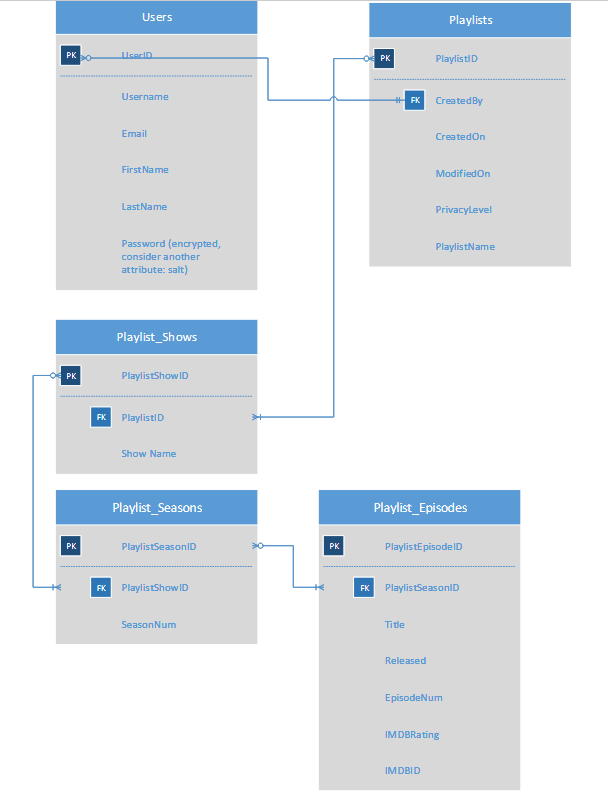 Users
PK
UserID
Username
Email
FirstName
LastName
Password (encrypted,
consider another
attribute: salt)
Playlists
PK
PlaylistID
FK
CreatedBy
CreatedOn
ModifiedOn
PrivacyLevel
PlaylistName
Playlist_Shows
PK
PlaylistShowID
FK
PlaylistID
Show Name
Playlist_Seasons
PK
PlaylistSeasonID
FK
PlaylistShowID
SeasonNum
Playlist_Episodes
PK
PlaylistEpisodeID
FK
PlaylistSeasonID
Title
Released
EpisodeNum
IMDBRating
IMDBID